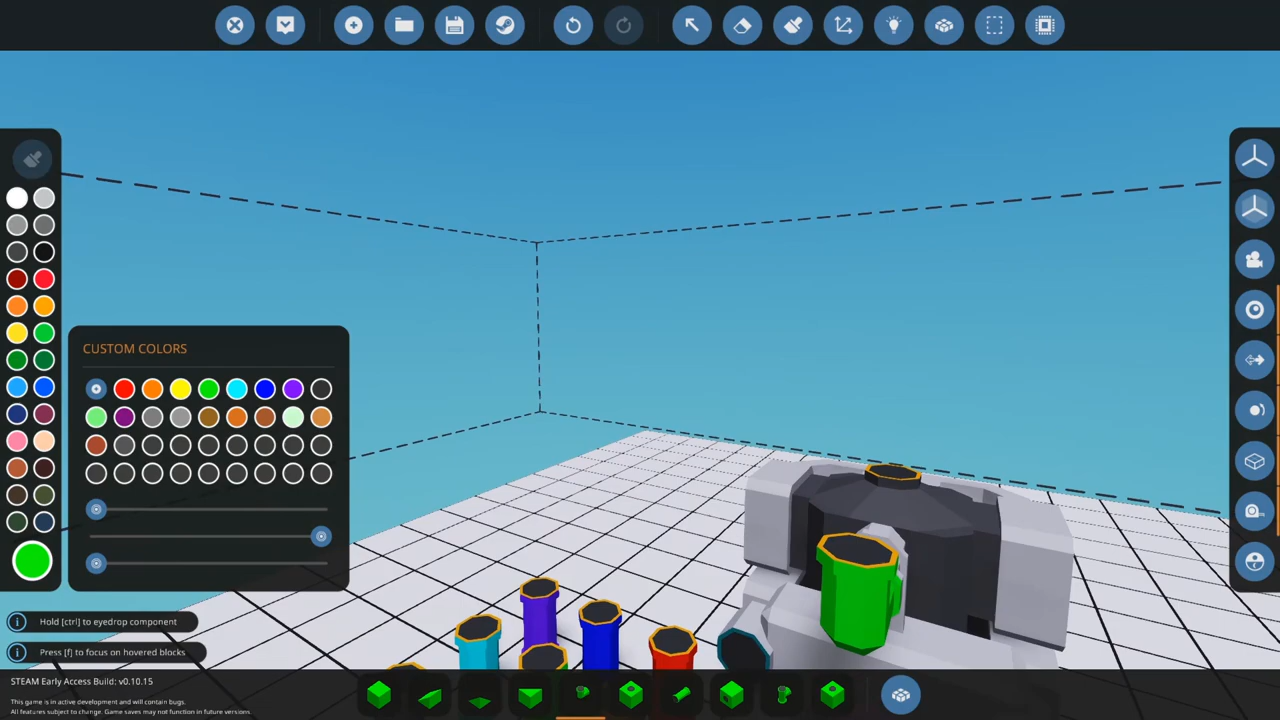 CUSTOM COLORS
Hold [ctrl] to eyedrop component
Press [f] to focus on hovered blocks
STEAM Early Access Build: v0.10.15
This game is in active development and will contain bugs.
All features subject to change. Game saves may not function in future versions.